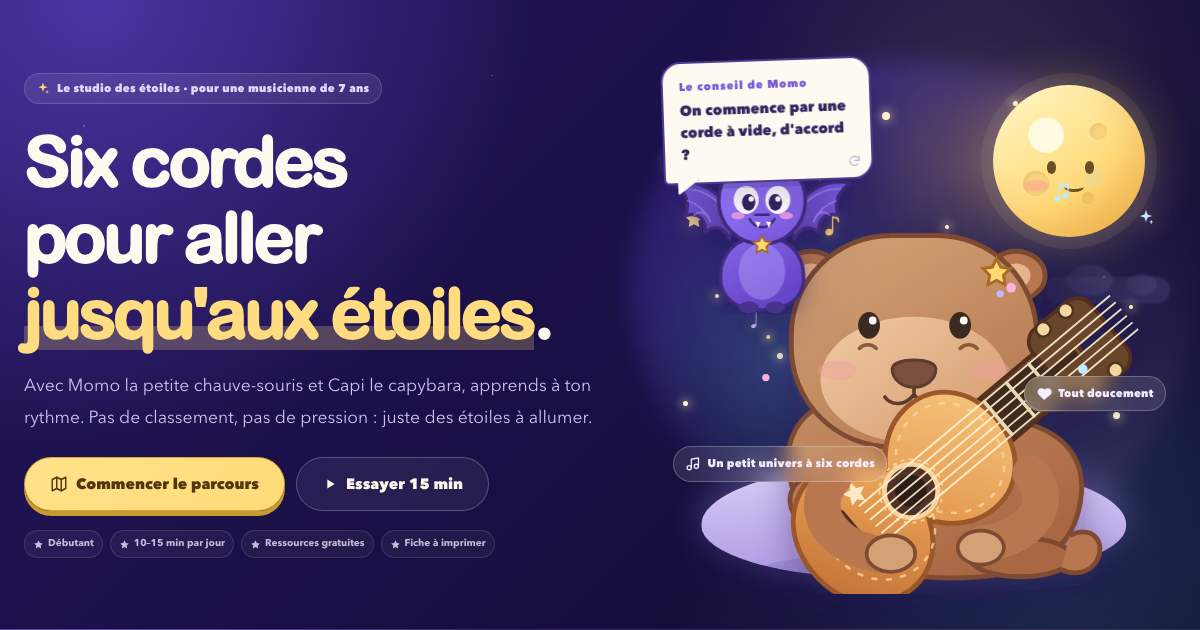 Le studio des étoiles • pour une musicienne de 7 ans
Six cordes
pour aller
jusqu'aux étoiles.
Avec Momo la petite chauve-souris et Capi le capybara, apprends à ton
rythme. Pas de classement, pas de pression : juste des étoiles à allumer.
Commencer le parcours
Essayer 15 min
Débutant
10–15 min par jour
Ressources gratuites
Fiche à imprimer
Le conseil de Momo
On commence par une
corde à vide, d'accord
?
Tout doucement
Un petit univers à six cordes